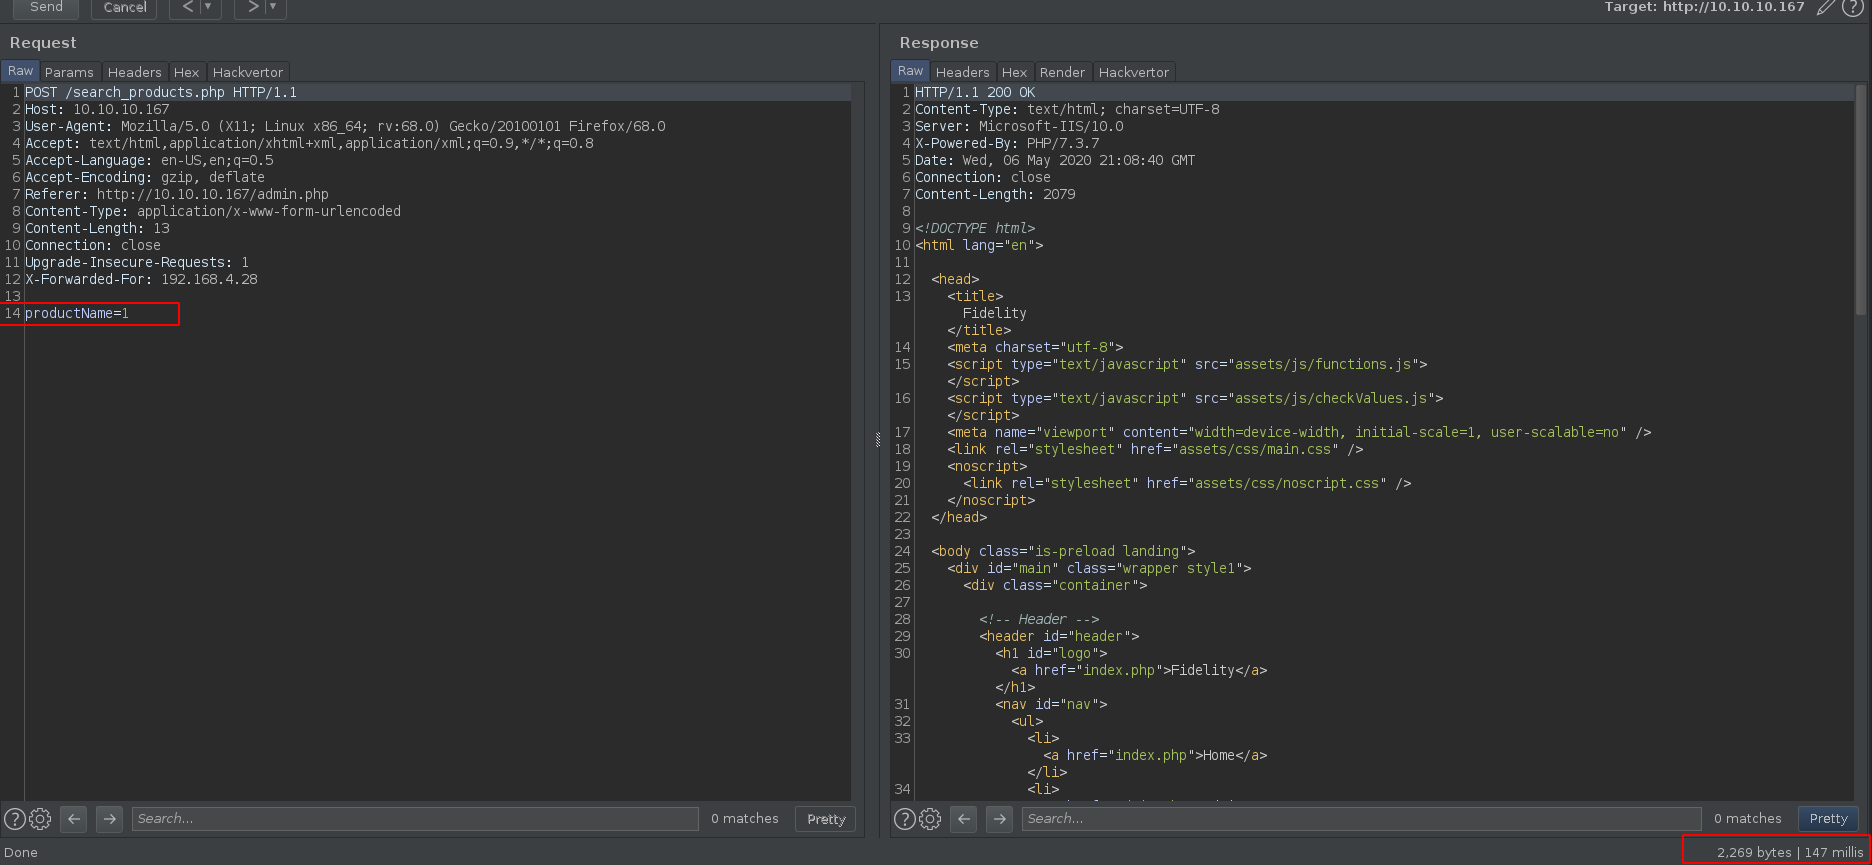 Send Cancel < ▼ > ▼ Target: http://10.10.10.167 ?
Request
Raw Params Headers Hex Hackvertor
1 POST /search_products.php HTTP/1.1
2 Host: 10.10.10.167
3 User-Agent: Mozilla/5.0 (X11; Linux x86_64; rv:68.0) Gecko/20100101 Firefox/68.0
4 Accept: text/html,application/xhtml+xml,application/xml;q=0.9,*/*;q=0.8
5 Accept-Language: en-US,en;q=0.5
6 Accept-Encoding: gzip, deflate
7 Referer: http://10.10.10.167/admin.php
8 Content-Type: application/x-www-form-urlencoded
9 Content-Length: 13
10 Connection: close
11 Upgrade-Insecure-Requests: 1
12 X-Forwarded-For: 192.168.4.28
13
14 productName=1
? Search... 0 matches Pretty
Response
Raw Headers Hex Render Hackvertor
1 HTTP/1.1 200 OK
2 Content-Type: text/html; charset=UTF-8
3 Server: Microsoft-IIS/10.0
4 X-Powered-By: PHP/7.3.7
5 Date: Wed, 06 May 2020 21:08:40 GMT
6 Connection: close
7 Content-Length: 2079
8
9 <!DOCTYPE html>
10 <html lang="en">
11
12 <head>
13 <title>
Fidelity
</title>
14 <meta charset="utf-8">
15 <script type="text/javascript" src="assets/js/functions.js">
</script>
16 <script type="text/javascript" src="assets/js/checkValues.js">
</script>
17 <meta name="viewport" content="width=device-width, initial-scale=1, user-scalable=no" />
18 <link rel="stylesheet" href="assets/css/main.css" />
19 <noscript>
20 <link rel="stylesheet" href="assets/css/noscript.css" />
21 </noscript>
22 </head>
23
24 <body class="is-preload landing">
25 <div id="main" class="wrapper style1">
26 <div class="container">
27
28 <!-- Header -->
29 <header id="header">
30 <h1 id="logo">
<a href="index.php">Fidelity</a>
</h1>
31 <nav id="nav">
32 <ul>
33 <li>
<a href="index.php">Home</a>
</li>
34 <li>
? Search... 0 matches Pretty
Done 2,269 bytes | 147 millis